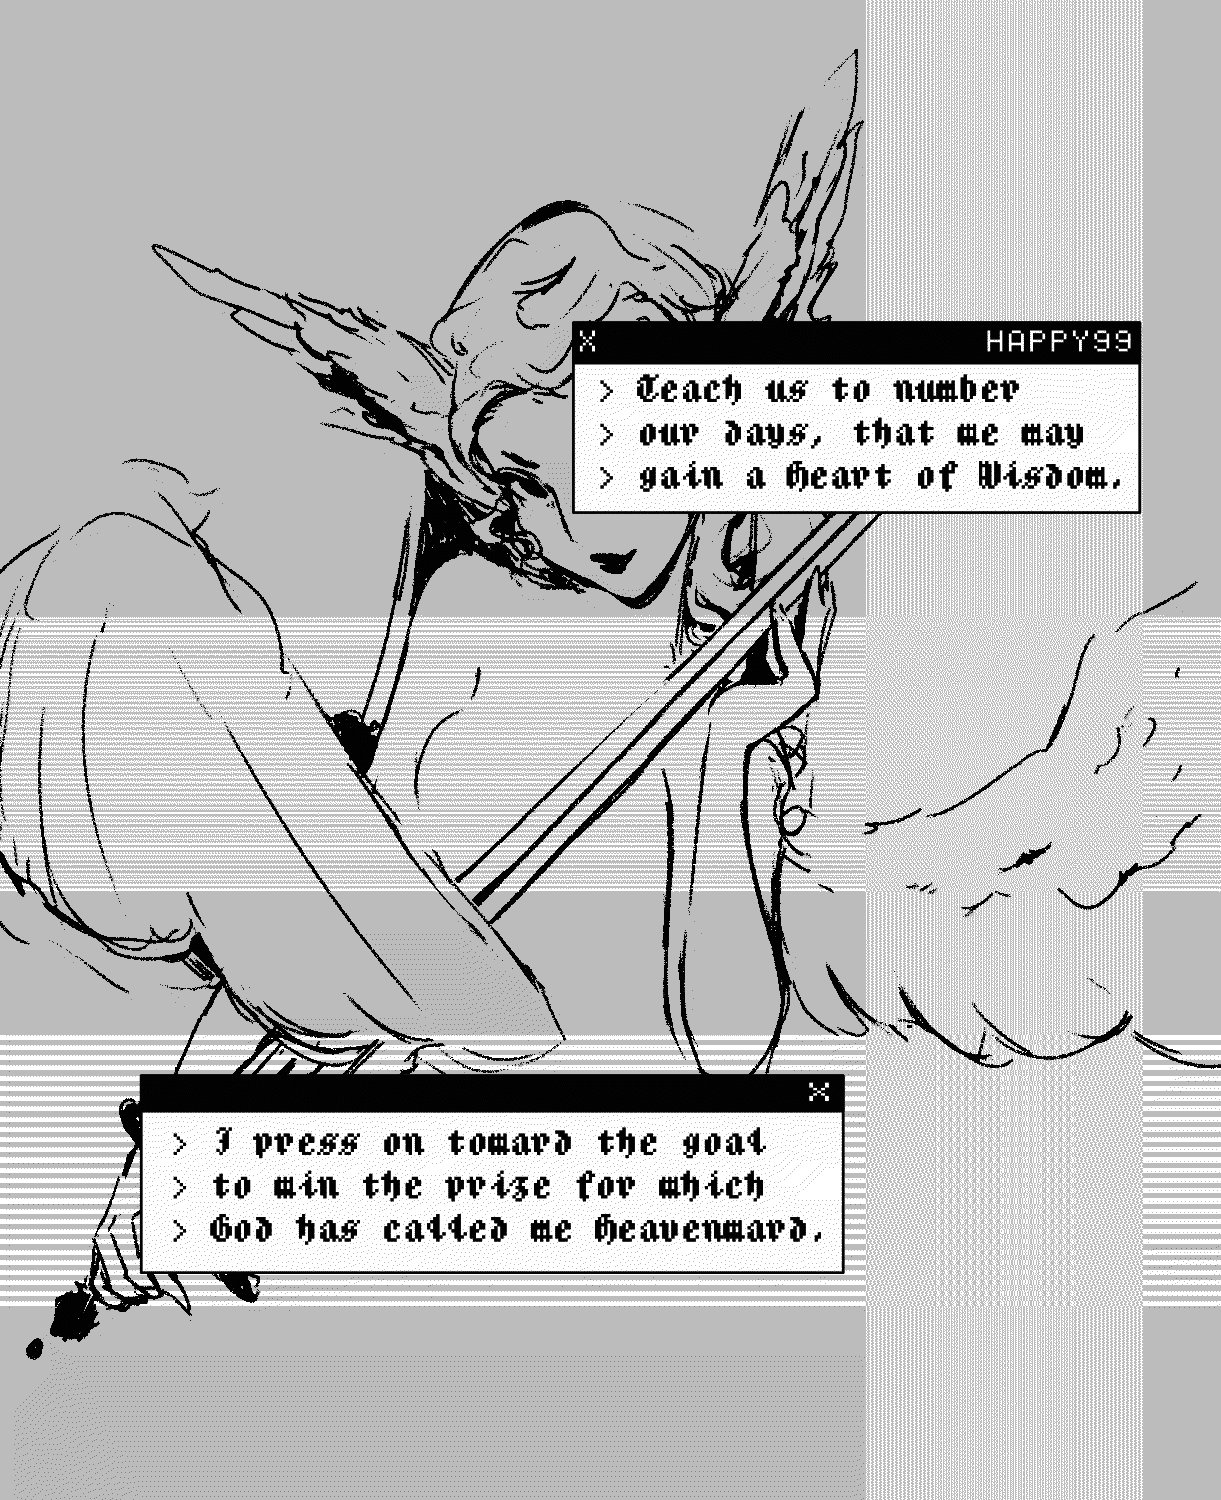 X HAPPY99
> Teach us to number
> our days, that we may
> gain a Heart of Wisdom.
X
> I press on toward the goal
> to win the prize for which
> God has called me Heavenward.